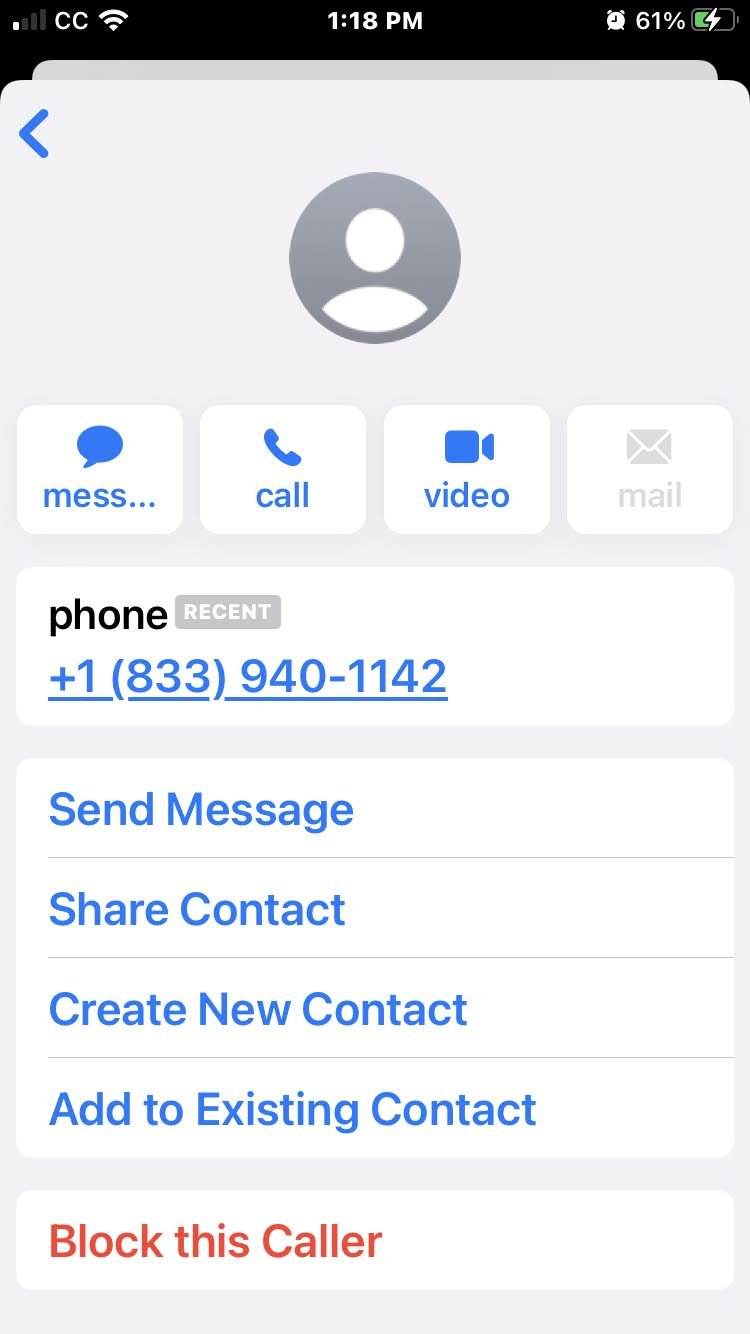 CC 1:18 PM 61%
mess... call video mail
phone RECENT
+1 (833) 940-1142
Send Message
Share Contact
Create New Contact
Add to Existing Contact
Block this Caller